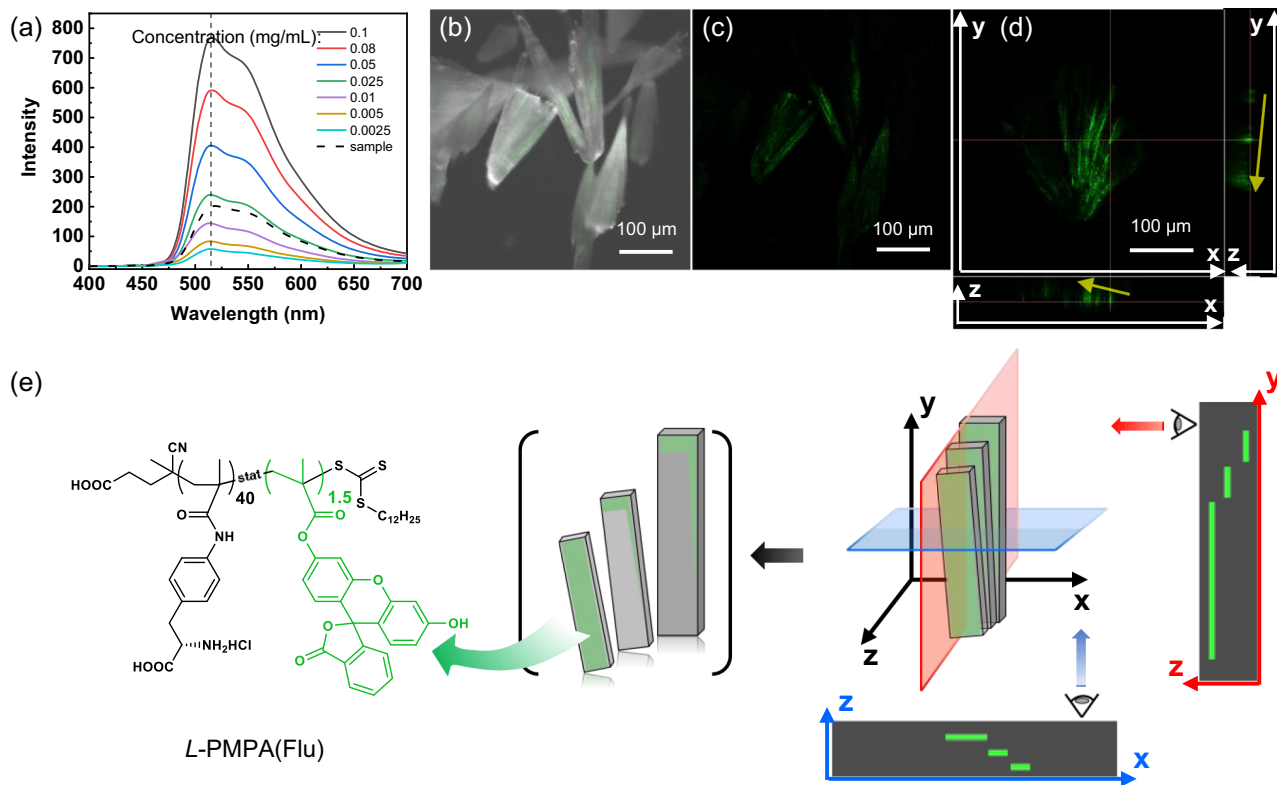 (a)
Concentration (mg/mL):
0.1
0.08
0.05
0.025
0.01
0.005
0.0025
sample
Intensity
800
700
600
500
400
300
200
100
0
400 450 500 550 600 650 700
Wavelength (nm)
(b)
100 μm
(c)
100 μm
(d)
y
y
100 μm
x
z
z
x
(e)
HOOC
CN
stat
40
1.5
S
S
S
C₁₂H₂₅
O
NH
O
O
O
OH
O
O
HOOC
NH₂HCl
L-PMPA(Flu)
y
x
z
y
z
z
x